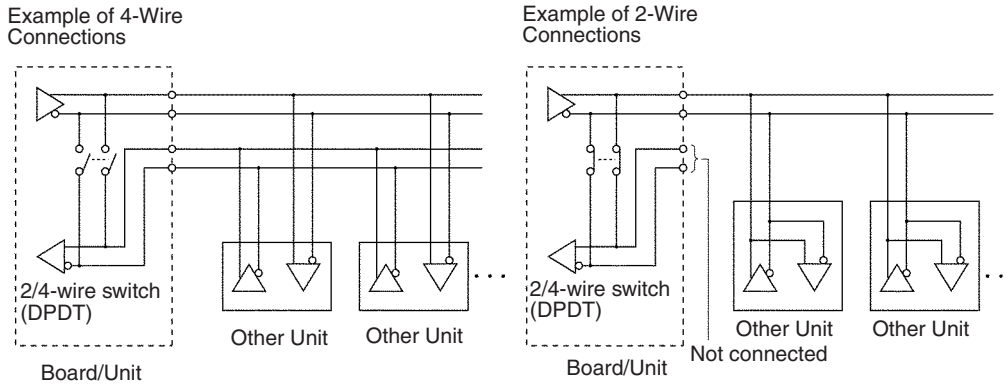 Example of 4-Wire
Connections
2/4-wire switch
(DPDT)
Other Unit
Other Unit
Board/Unit
Example of 2-Wire
Connections
2/4-wire switch
(DPDT)
Other Unit
Other Unit
Not connected
Board/Unit